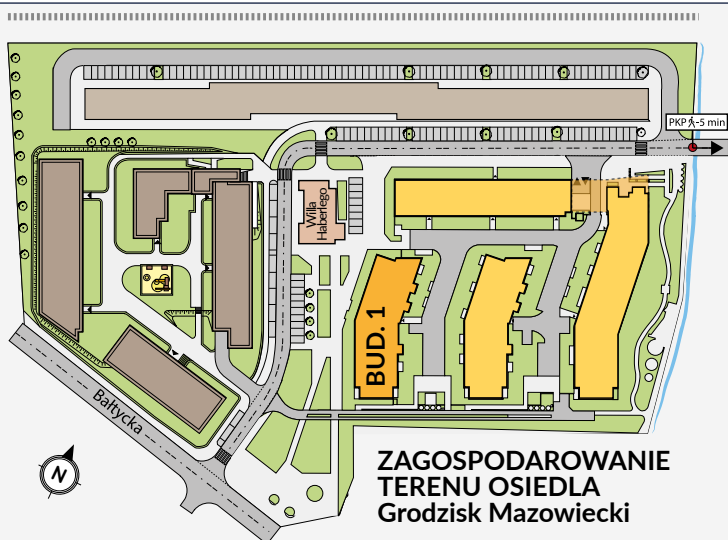 PKP -5 min
Willa
Haberlego
BUD. 1
Bałtycka
N
ZAGOSPODAROWANIE
TERENU OSIEDLA
Grodzisk Mazowiecki